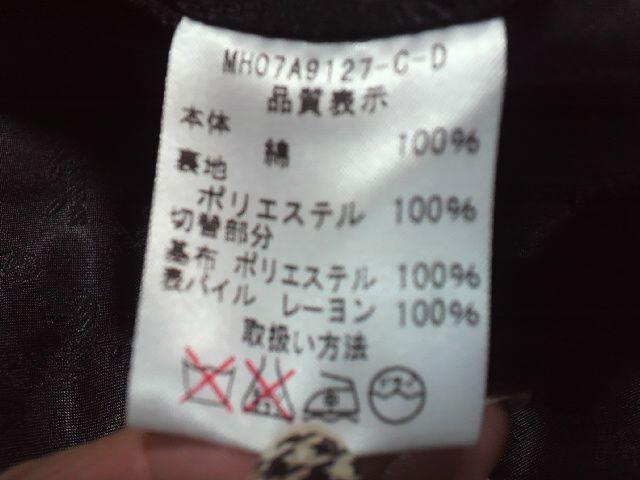 MH07A9127-C-D
品質表示
本体
綿 100%
裏地
ポリエステル 100%
切替部分
基布 ポリエステル 100%
表パイル レーヨン 100%
取扱い方法